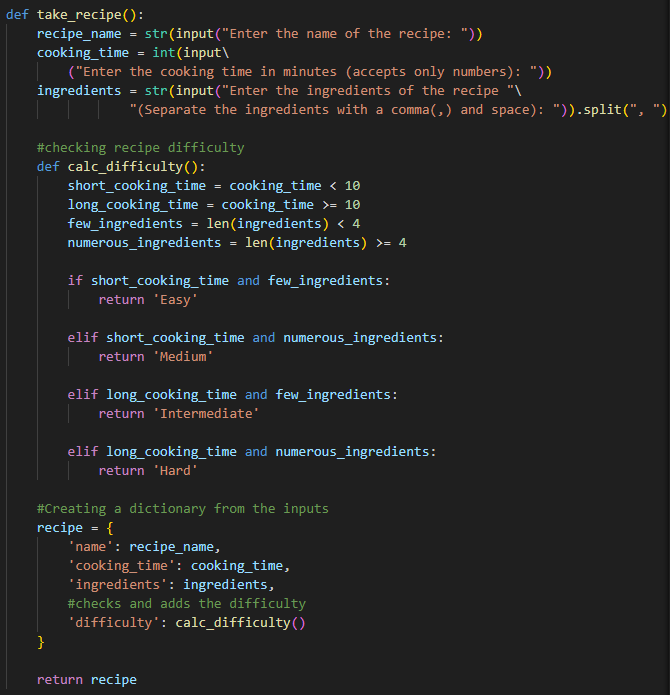 def take_recipe():
    recipe_name = str(input("Enter the name of the recipe: "))
    cooking_time = int(input\
        ("Enter the cooking time in minutes (accepts only numbers): "))
    ingredients = str(input("Enter the ingredients of the recipe "\
                "(Separate the ingredients with a comma(,) and space): ")).split(", ")
    #checking recipe difficulty
    def calc_difficulty():
        short_cooking_time = cooking_time < 10
        long_cooking_time = cooking_time >= 10
        few_ingredients = len(ingredients) < 4
        numerous_ingredients = len(ingredients) >= 4
        if short_cooking_time and few_ingredients:
            return 'Easy'
        elif short_cooking_time and numerous_ingredients:
            return 'Medium'
        elif long_cooking_time and few_ingredients:
            return 'Intermediate'
        elif long_cooking_time and numerous_ingredients:
            return 'Hard'
    #Creating a dictionary from the inputs
    recipe = {
        'name': recipe_name,
        'cooking_time': cooking_time,
        'ingredients': ingredients,
        #checks and adds the difficulty
        'difficulty': calc_difficulty()
    }
    return recipe